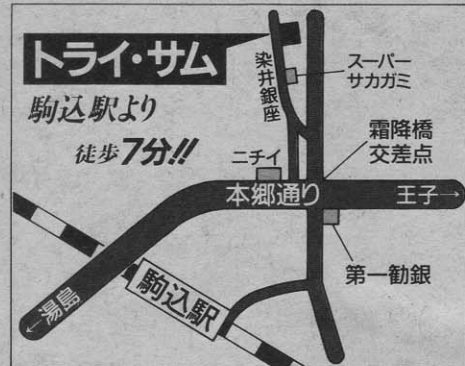 トライ・サム
駒込駅より
徒歩7分!!
染井銀座
スーパー
サカガミ
霜降橋
交差点
ニチイ
本郷通り
王子→
第一勧銀
駒込駅
←湯島